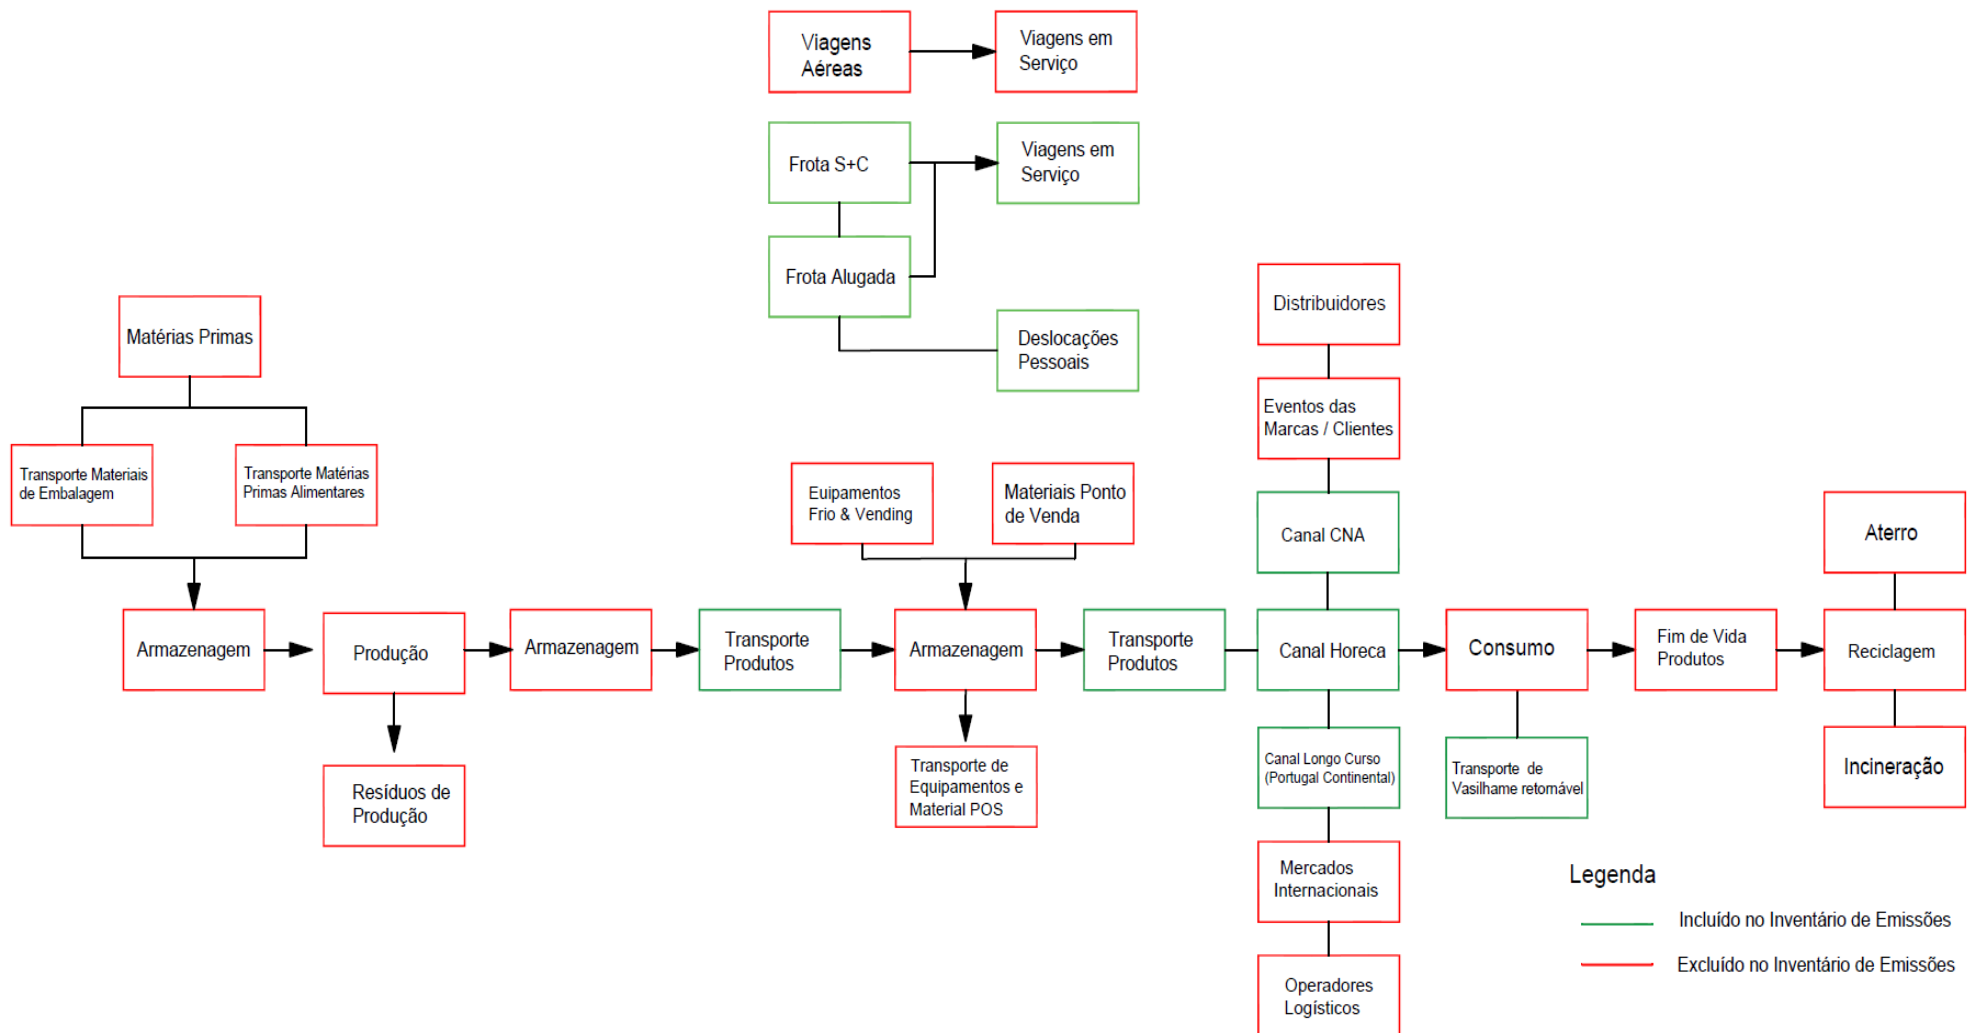 Viagens
Aéreas
Viagens em
Serviço
Frota S+C
Viagens em
Serviço
Frota Alugada
Deslocações
Pessoais
Distribuidores
Eventos das
Marcas / Clientes
Canal CNA
Matérias Primas
Transporte Materiais
de Embalagem
Transporte Matérias
Primas Alimentares
Euipamentos
Frio & Vending
Materiais Ponto
de Venda
Armazenagem
Produção
Armazenagem
Transporte
Produtos
Armazenagem
Transporte
Produtos
Canal Horeca
Consumo
Fim de Vida
Produtos
Aterro
Reciclagem
Incineração
Resíduos de
Produção
Transporte de
Equipamentos e
Material POS
Canal Longo Curso
(Portugal Continental)
Transporte de
Vasilhame retornável
Mercados
Internacionais
Operadores
Logísticos
Legenda
Incluído no Inventário de Emissões
Excluído no Inventário de Emissões